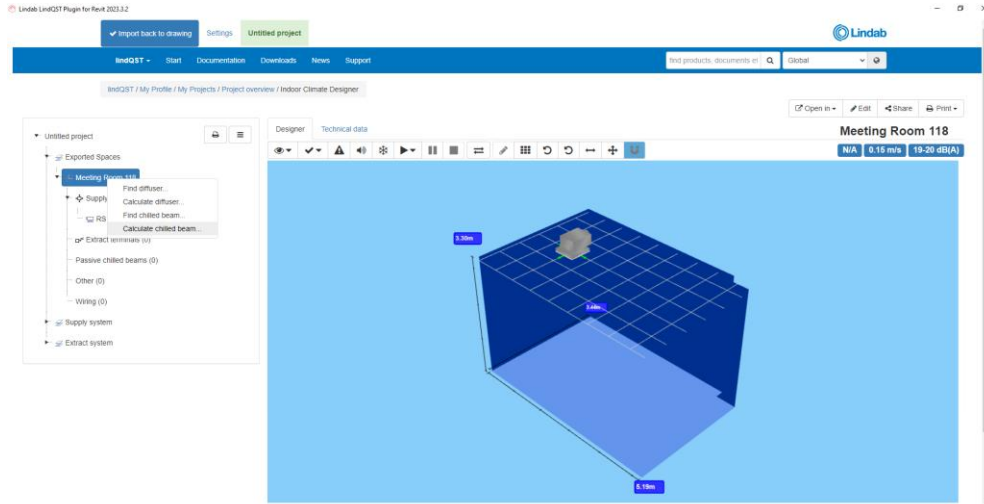 Lindab LindQST Plugin for Revit 2023.3.2
Import back to drawing Settings Untitled project
Lindab
lindQST Start Documentation Downloads News Support
find products, documents et Global
lindQST / My Profile / My Projects / Project overview / Indoor Climate Designer
Open in Edit Share Print
Untitled project
Designer Technical data
Meeting Room 118
N/A 0.15 m/s 19-20 dB(A)
Exported Spaces
Meeting Room 118
Find diffuser...
Supply
Calculate diffuser...
RS
Find chilled beam...
Calculate chilled beam...
Extract terminals (0)
Passive chilled beams (0)
Other (0)
Wiring (0)
Supply system
Extract system
3.30m
5.19m